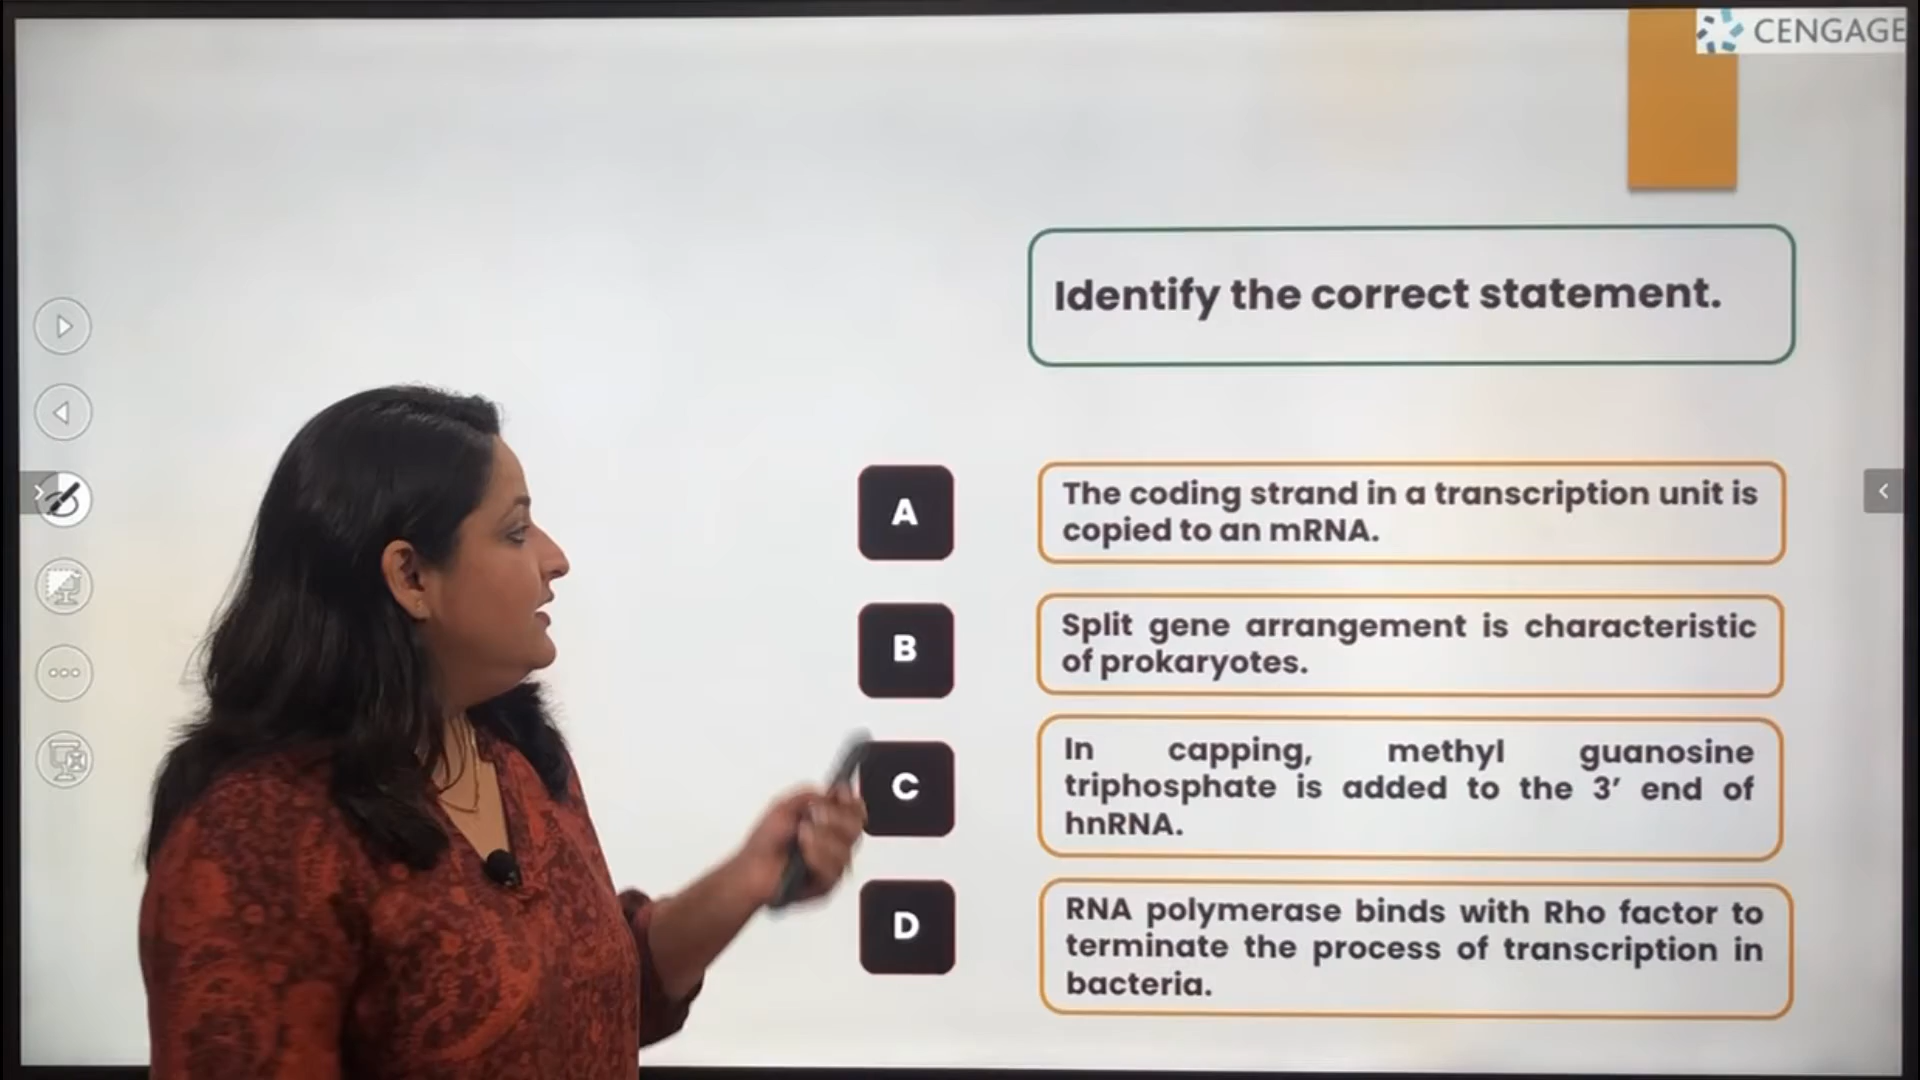 CENGAGE
Identify the correct statement.
A
The coding strand in a transcription unit is
copied to an mRNA.
B
Split gene arrangement is characteristic
of prokaryotes.
C
In capping, methyl guanosine
triphosphate is added to the 3′ end of
hnRNA.
D
RNA polymerase binds with Rho factor to
terminate the process of transcription in
bacteria.